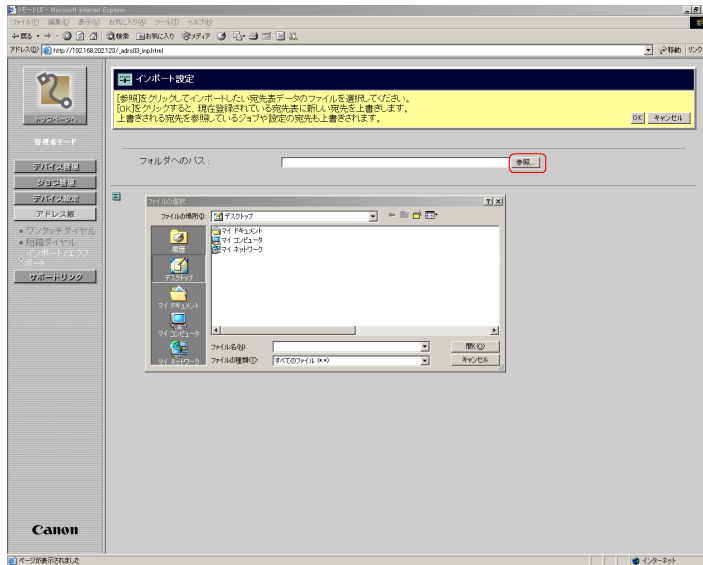 リモートUI - Microsoft Internet Explorer
ファイル(F) 編集(E) 表示(V) お気に入り(A) ツール(T) ヘルプ(H)
戻る 検索 お気に入り メディア
アドレス(D) http://192.168.202.123/_adrs03_inp.html 移動 リンク
インポート設定
[参照]をクリックしてインポートしたい宛先表データのファイルを選択してください。
[OK]をクリックすると、現在登録されている宛先表に新しい宛先を上書きします。
上書きされる宛先を参照しているジョブや設定の宛先も上書きされます。
OK キャンセル
トップページへ
管理者モード
デバイス管理
ジョブ管理
デバイス設定
アドレス帳
ワンタッチダイヤル
短縮ダイヤル
インポート/エクス
ポート
サポートリンク
フォルダへのパス :
参照...
ファイルの選択
ファイルの場所(I): デスクトップ
履歴
デスクトップ
マイ ドキュメント
マイ コンピュータ
マイ ネットワーク
マイ ドキュメント
マイ コンピュータ
マイ ネットワーク
ファイル名(N): 開く(O)
ファイルの種類(T): すべてのファイル (*.*) キャンセル
Canon
ページが表示されました インターネット